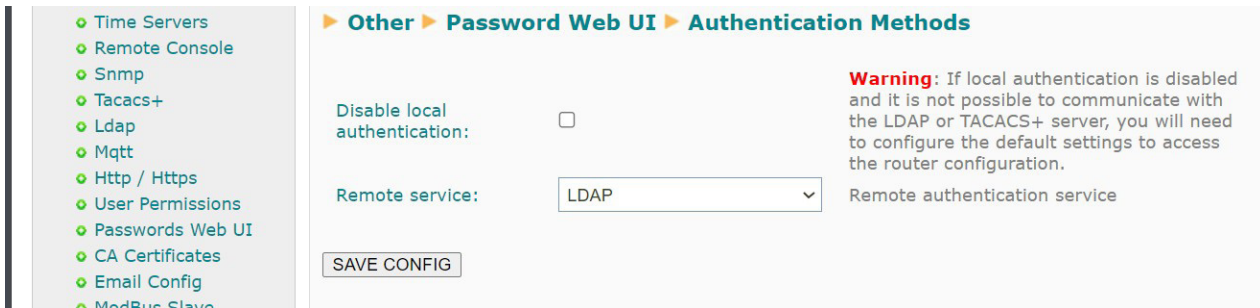 Time Servers
Remote Console
Snmp
Tacacs+
Ldap
Mqtt
Http / Https
User Permissions
Passwords Web UI
CA Certificates
Email Config
ModBus Slave
Other Password Web UI Authentication Methods
Disable local
authentication:
Warning: If local authentication is disabled
and it is not possible to communicate with
the LDAP or TACACS+ server, you will need
to configure the default settings to access
the router configuration.
Remote service:
LDAP
Remote authentication service
SAVE CONFIG